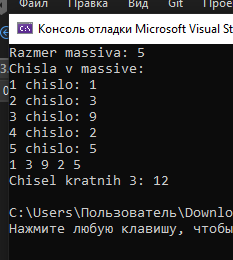 Правка Вид Git Прое
Консоль отладки Microsoft Visual St
Razmer massiva: 5
Chisla v massive:
1 chislo: 1
2 chislo: 3
3 chislo: 9
4 chislo: 2
5 chislo: 5
1 3 9 2 5
Chisel kratnih 3: 12
C:\Users\Пользователь\Downlo
Нажмите любую клавишу, чтобы